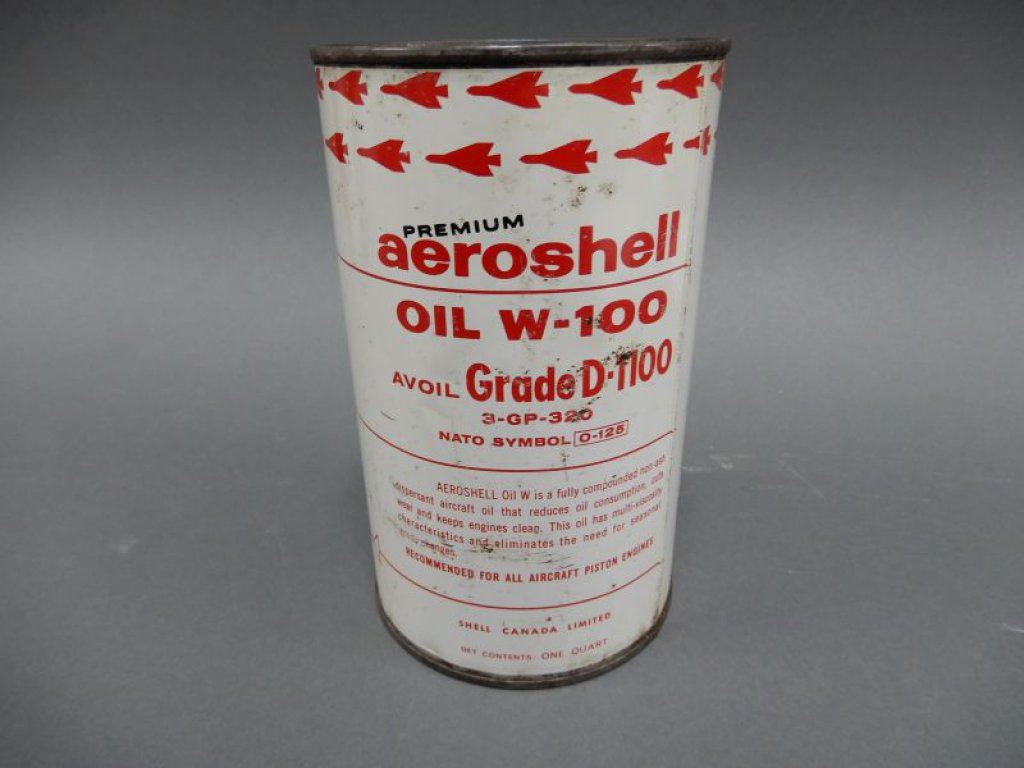 PREMIUM
aeroshell
OIL W-100
AVOIL Grade D-1100
3-GP-320
NATO SYMBOL O-125
AEROSHELL Oil W is a fully compounded non-ash
dispersant aircraft oil that reduces oil consumption, cuts
wear and keeps engines clean. This oil has multi-viscosity
characteristics and eliminates the need for seasonal
changes.
RECOMMENDED FOR ALL AIRCRAFT PISTON ENGINES
SHELL CANADA LIMITED
NET CONTENTS: ONE QUART